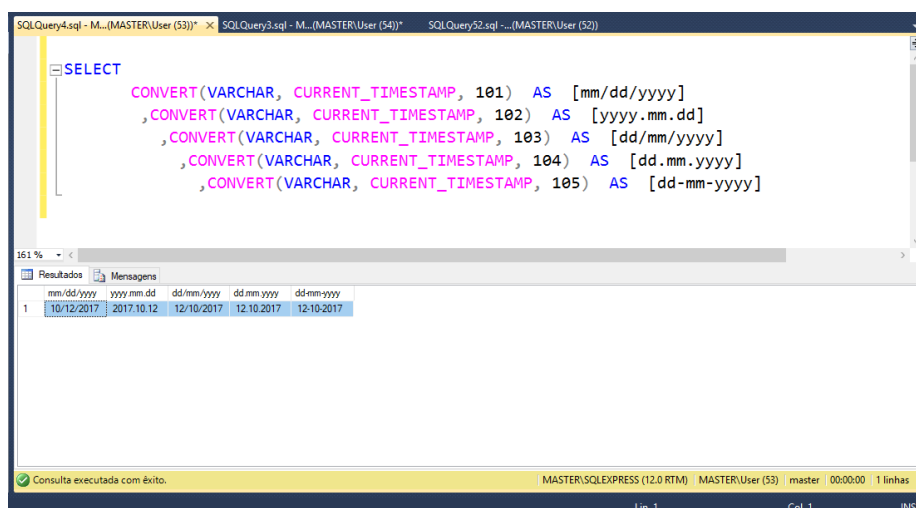 SQLQuery4.sql - M...(MASTER\User (53))* × SQLQuery3.sql - M...(MASTER\User (54))* SQLQuery52.sql -...(MASTER\User (52))
SELECT
CONVERT(VARCHAR, CURRENT_TIMESTAMP, 101) AS [mm/dd/yyyy]
,CONVERT(VARCHAR, CURRENT_TIMESTAMP, 102) AS [yyyy.mm.dd]
,CONVERT(VARCHAR, CURRENT_TIMESTAMP, 103) AS [dd/mm/yyyy]
,CONVERT(VARCHAR, CURRENT_TIMESTAMP, 104) AS [dd.mm.yyyy]
,CONVERT(VARCHAR, CURRENT_TIMESTAMP, 105) AS [dd-mm-yyyy]
161 %
Resultados Mensagens
mm/dd/yyyy yyyy.mm.dd dd/mm/yyyy dd.mm.yyyy dd-mm-yyyy
1 10/12/2017 2017.10.12 12/10/2017 12.10.2017 12-10-2017
Consulta executada com êxito. MASTER\SQLEXPRESS (12.0 RTM) MASTER\User (53) master 00:00:00 1 linhas
Lin 1 Col 1 INS